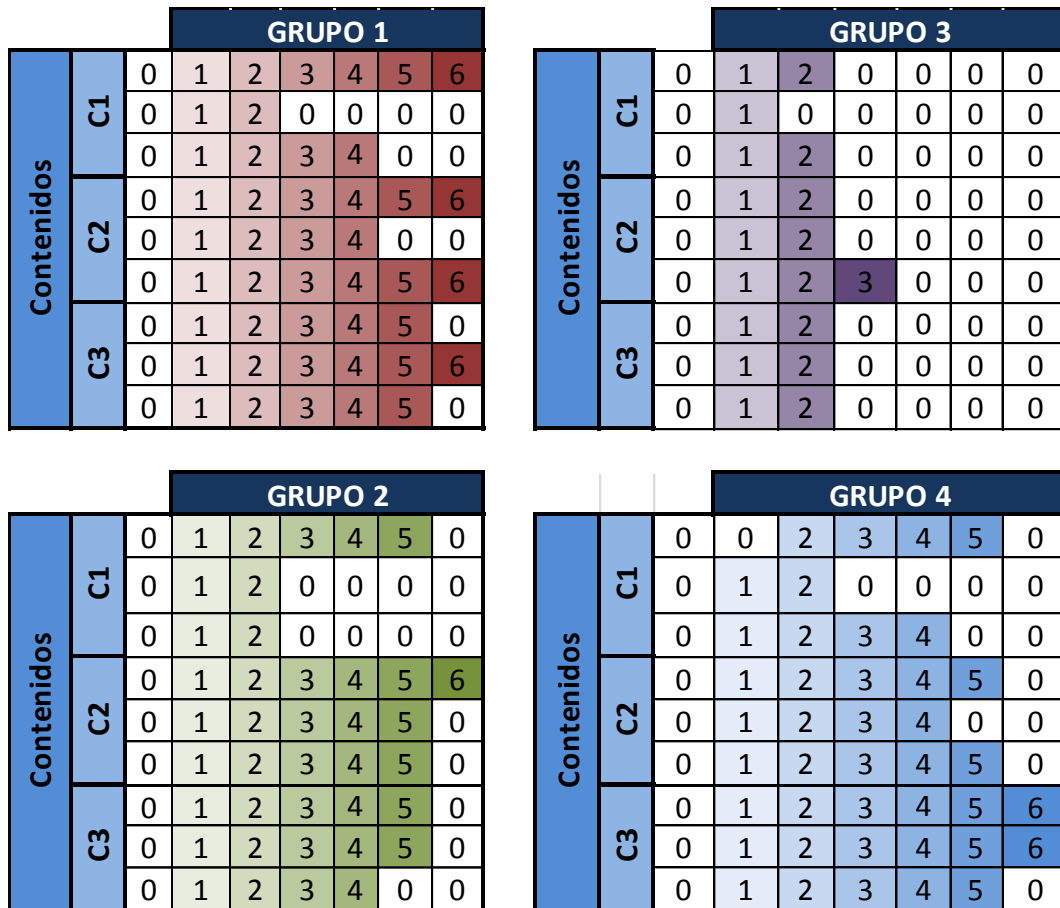 GRUPO 1
Contenidos
C1
0 1 2 3 4 5 6
0 1 2 0 0 0 0
0 1 2 3 4 0 0
C2
0 1 2 3 4 5 6
0 1 2 3 4 0 0
0 1 2 3 4 5 6
C3
0 1 2 3 4 5 0
0 1 2 3 4 5 6
0 1 2 3 4 5 0
GRUPO 3
Contenidos
C1
0 1 2 0 0 0 0
0 1 0 0 0 0 0
0 1 2 0 0 0 0
C2
0 1 2 0 0 0 0
0 1 2 0 0 0 0
0 1 2 3 0 0 0
C3
0 1 2 0 0 0 0
0 1 2 0 0 0 0
0 1 2 0 0 0 0
GRUPO 2
Contenidos
C1
0 1 2 3 4 5 0
0 1 2 0 0 0 0
0 1 2 0 0 0 0
C2
0 1 2 3 4 5 6
0 1 2 3 4 5 0
0 1 2 3 4 5 0
C3
0 1 2 3 4 5 0
0 1 2 3 4 5 0
0 1 2 3 4 0 0
GRUPO 4
Contenidos
C1
0 0 2 3 4 5 0
0 1 2 0 0 0 0
0 1 2 3 4 0 0
C2
0 1 2 3 4 5 0
0 1 2 3 4 0 0
0 1 2 3 4 5 0
C3
0 1 2 3 4 5 6
0 1 2 3 4 5 6
0 1 2 3 4 5 0